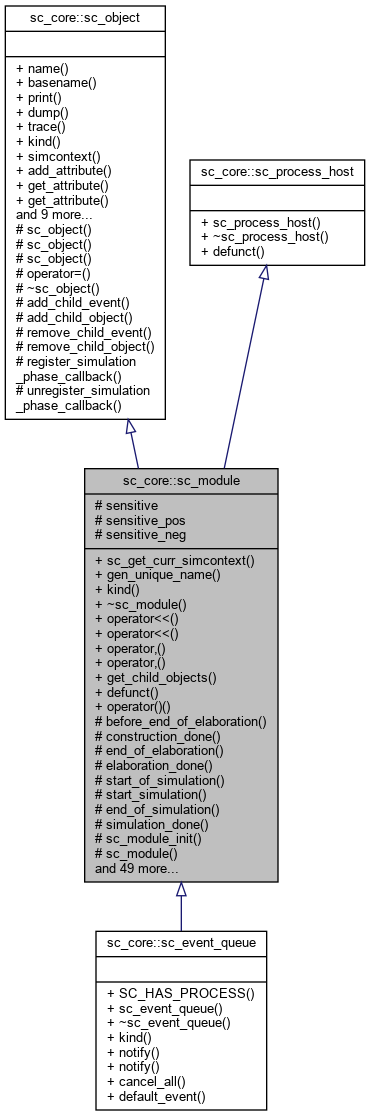 sc_core::sc_object
+ name()
+ basename()
+ print()
+ dump()
+ trace()
+ kind()
+ simcontext()
+ add_attribute()
+ get_attribute()
+ get_attribute()
and 9 more...
# sc_object()
# sc_object()
# sc_object()
# operator=()
# ~sc_object()
# add_child_event()
# add_child_object()
# remove_child_event()
# remove_child_object()
# register_simulation
_phase_callback()
# unregister_simulation
_phase_callback()
sc_core::sc_process_host
+ sc_process_host()
+ ~sc_process_host()
+ defunct()
sc_core::sc_module
# sensitive
# sensitive_pos
# sensitive_neg
+ sc_get_curr_simcontext()
+ gen_unique_name()
+ kind()
+ ~sc_module()
+ operator<<()
+ operator<<()
+ operator,()
+ operator,()
+ get_child_objects()
+ defunct()
+ operator()()
# before_end_of_elaboration()
# construction_done()
# end_of_elaboration()
# elaboration_done()
# start_of_simulation()
# start_simulation()
# end_of_simulation()
# simulation_done()
# sc_module_init()
# sc_module()
and 49 more...
sc_core::sc_event_queue
+ SC_HAS_PROCESS()
+ sc_event_queue()
+ ~sc_event_queue()
+ kind()
+ notify()
+ notify()
+ cancel_all()
+ default_event()